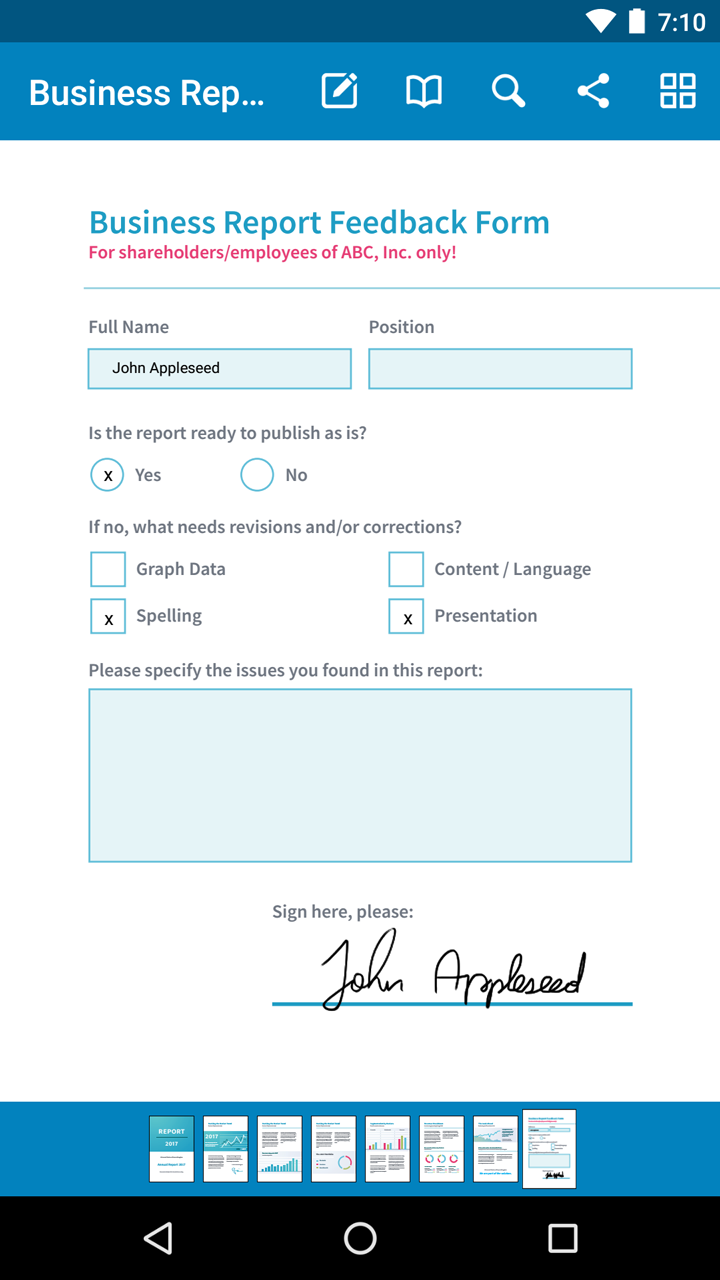 7:10
Business Rep...
Business Report Feedback Form
For shareholders/employees of ABC, Inc. only!
Full Name Position
John Appleseed
Is the report ready to publish as is?
x Yes No
If no, what needs revisions and/or corrections?
Graph Data Content / Language
x Spelling x Presentation
Please specify the issues you found in this report:
Sign here, please:
John Appleseed
REPORT
2017
2017